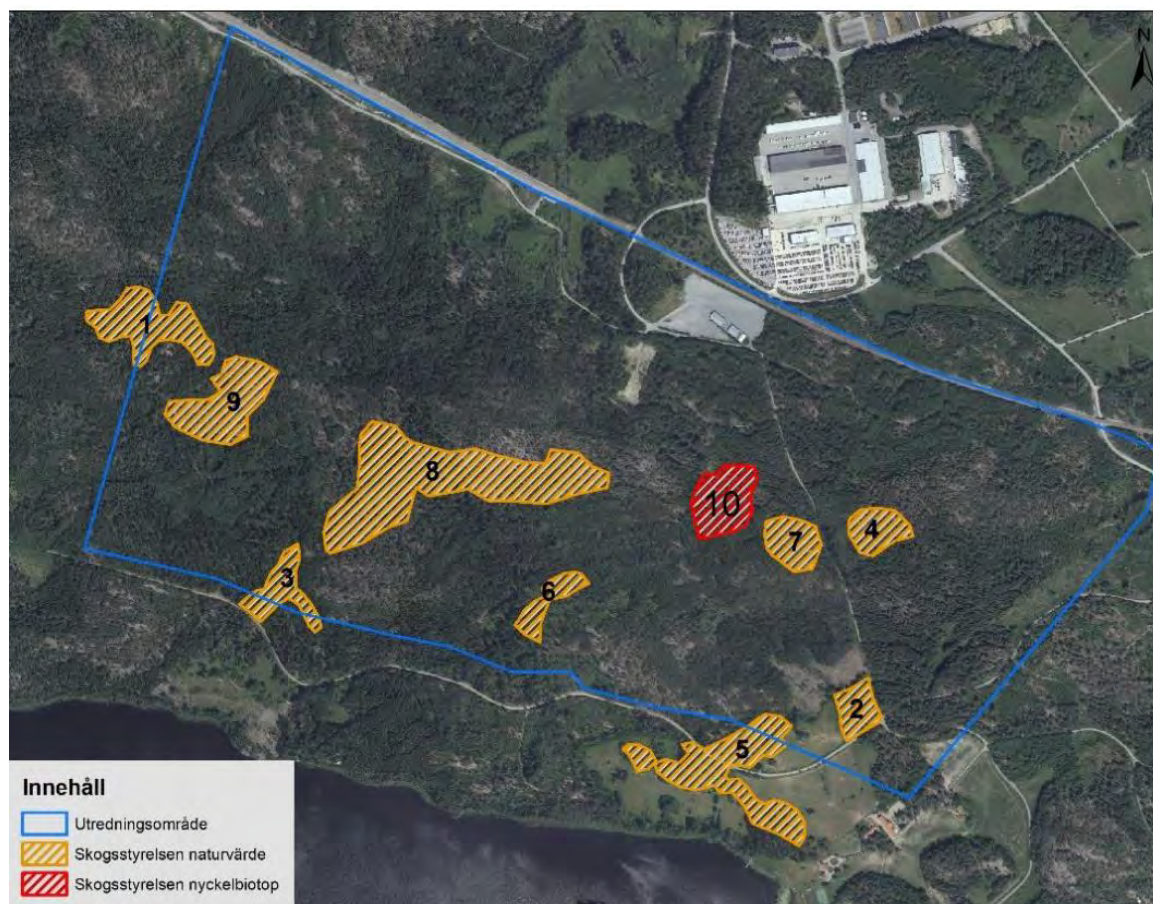 N
1
9
8
10
7
4
3
6
2
5
Innehåll
Utredningsområde
Skogsstyrelsen naturvärde
Skogsstyrelsen nyckelbiotop